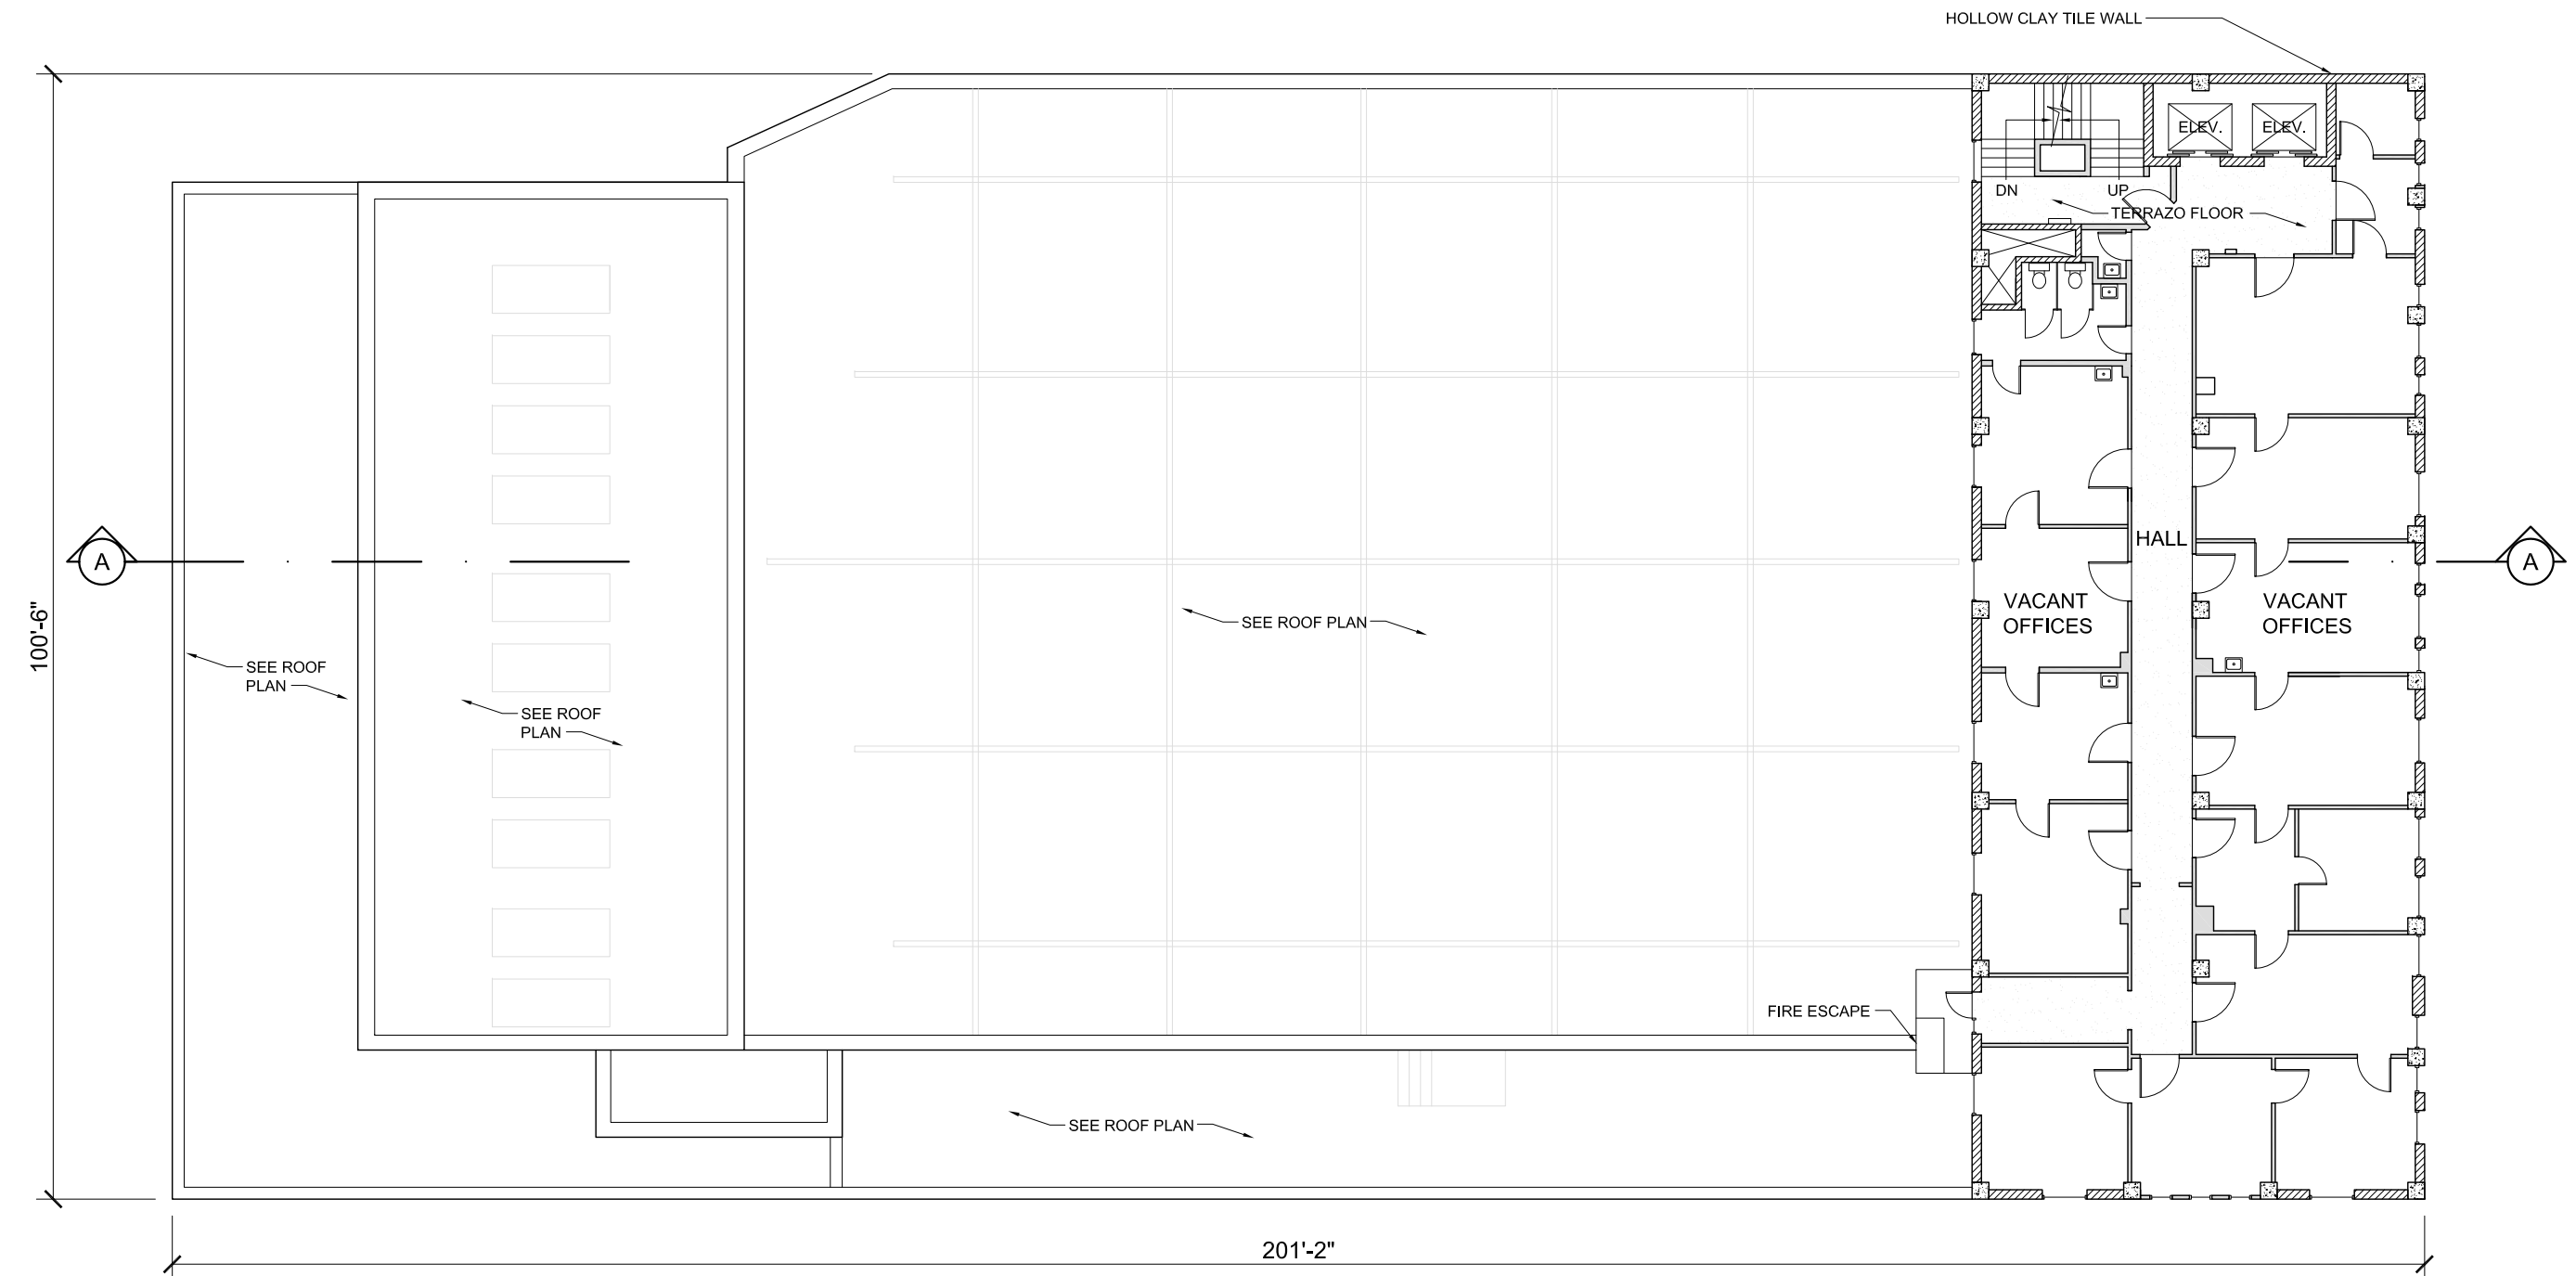 HOLLOW CLAY TILE WALL
ELEV.
ELEV.
DN
UP
TERRAZO FLOOR
100'-6"
A
HALL
A
VACANT
OFFICES
VACANT
OFFICES
SEE ROOF PLAN
SEE ROOF
PLAN
SEE ROOF
PLAN
FIRE ESCAPE
SEE ROOF PLAN
201'-2"